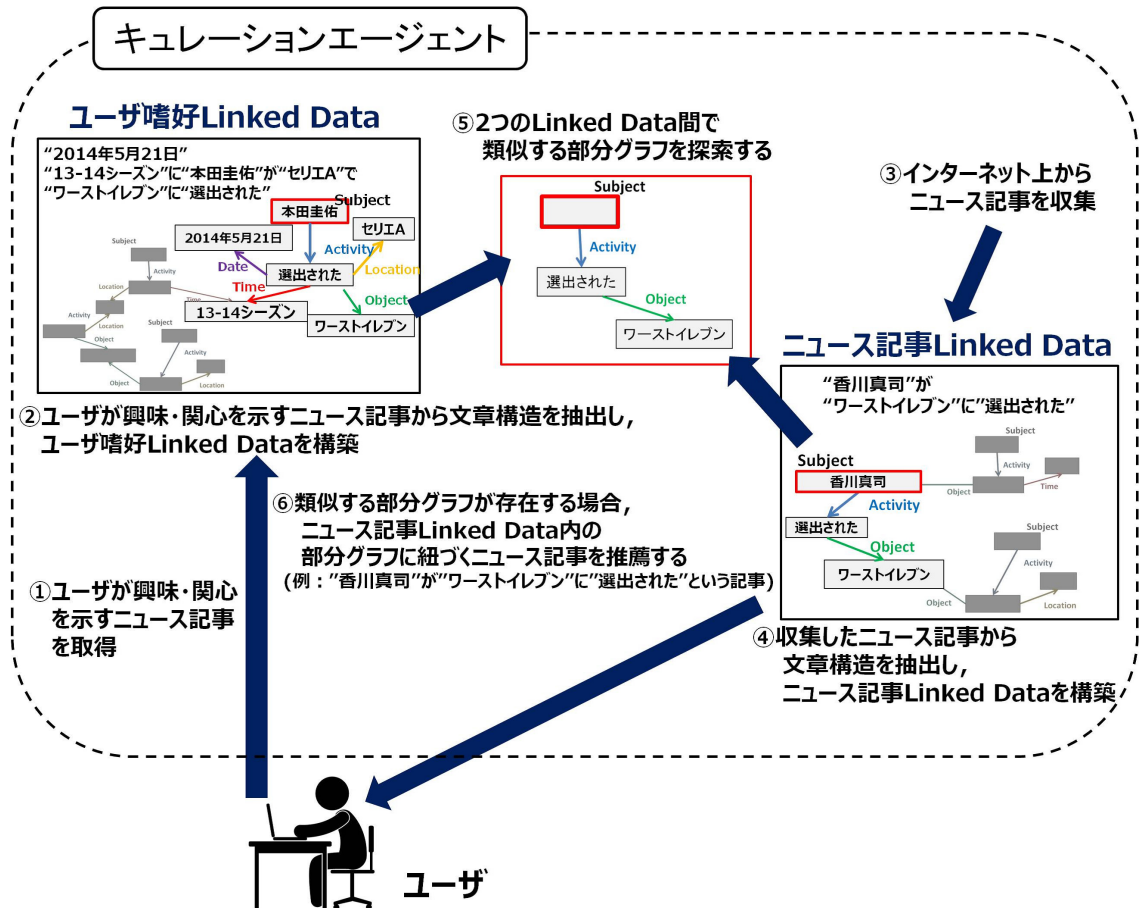 キュレーションエージェント
ユーザ嗜好Linked Data
“2014年5月21日”
“13-14シーズン”に“本田圭佑”が“セリエA”で
“ワーストイレブン”に“選出された”
Subject
本田圭佑
セリエA
2014年5月21日
Activity
Date
選出された
Location
Time
Object
13-14シーズン
ワーストイレブン
Subject
Activity
Location
Time
Location
Subject
Object
Activity
Object
Location
⑤2つのLinked Data間で
類似する部分グラフを探索する
Subject
Activity
選出された
Object
ワーストイレブン
③インターネット上から
ニュース記事を収集
ニュース記事Linked Data
“香川真司”が
“ワーストイレブン”に”選出された”
Subject
香川真司
Activity
選出された
Object
ワーストイレブン
Subject
Activity
Object
Time
Subject
Activity
Object
Location
②ユーザが興味・関心を示すニュース記事から文章構造を抽出し,
ユーザ嗜好Linked Dataを構築
⑥類似する部分グラフが存在する場合,
ニュース記事Linked Data内の
部分グラフに紐づくニュース記事を推薦する
(例：”香川真司”が”ワーストイレブン”に”選出された”という記事)
①ユーザが興味・関心
を示すニュース記事
を取得
④収集したニュース記事から
文章構造を抽出し,
ニュース記事Linked Dataを構築
ユーザ